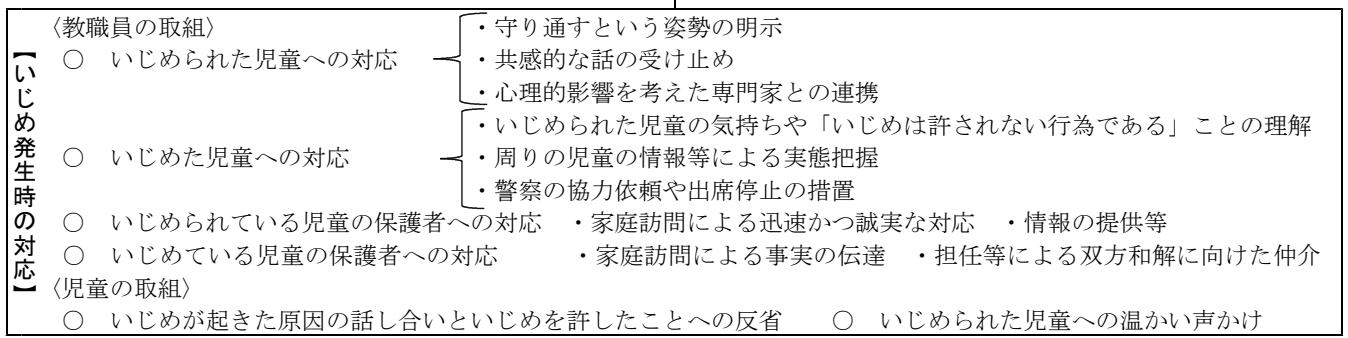 【いじめ発生時の対応】
〈教職員の取組〉
○ いじめられた児童への対応
・守り通すという姿勢の明示
・共感的な話の受け止め
・心理的影響を考えた専門家との連携
○ いじめた児童への対応
・いじめられた児童の気持ちや「いじめは許されない行為である」ことの理解
・周りの児童の情報等による実態把握
・警察の協力依頼や出席停止の措置
○ いじめられている児童の保護者への対応 ・家庭訪問による迅速かつ誠実な対応 ・情報の提供等
○ いじめている児童の保護者への対応 ・家庭訪問による事実の伝達 ・担任等による双方和解に向けた仲介
〈児童の取組〉
○ いじめが起きた原因の話し合いといじめを許したことへの反省 ○ いじめられた児童への温かい声かけ